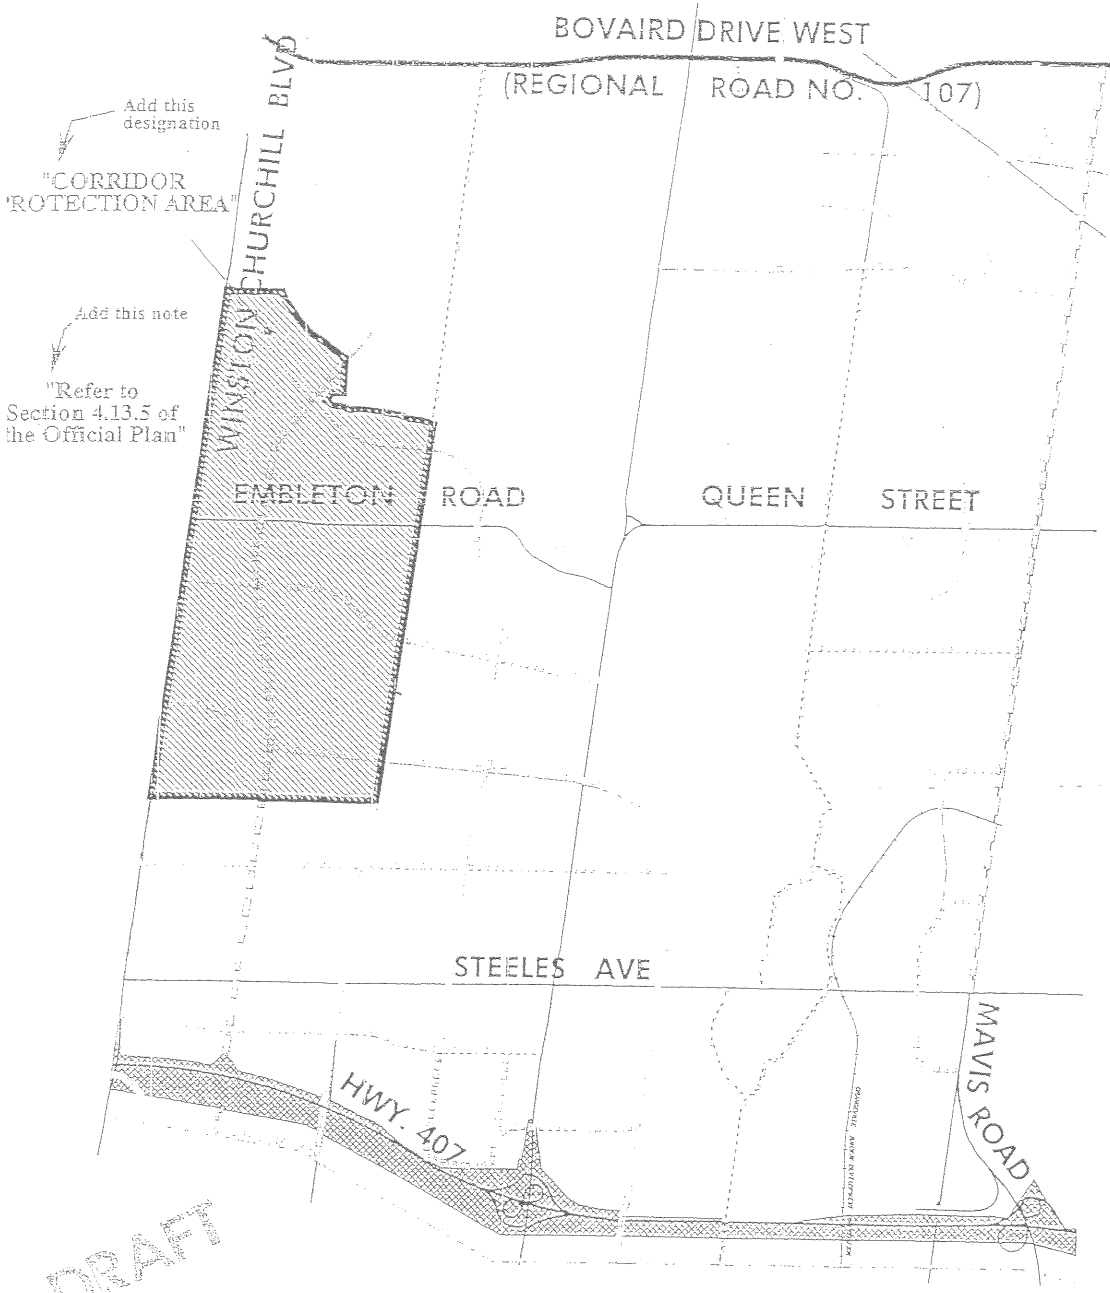 BOVAIRD DRIVE WEST
(REGIONAL ROAD NO. 107)
Add this
designation
"CORRIDOR
'ROTECTION AREA"
WINSTON CHURCHILL BLVD
Add this note
"Refer to
Section 4.13.5 of
the Official Plan"
EMBLETON ROAD
QUEEN STREET
STEELES AVE
MAVIS ROAD
HWY. 407
DRAFT